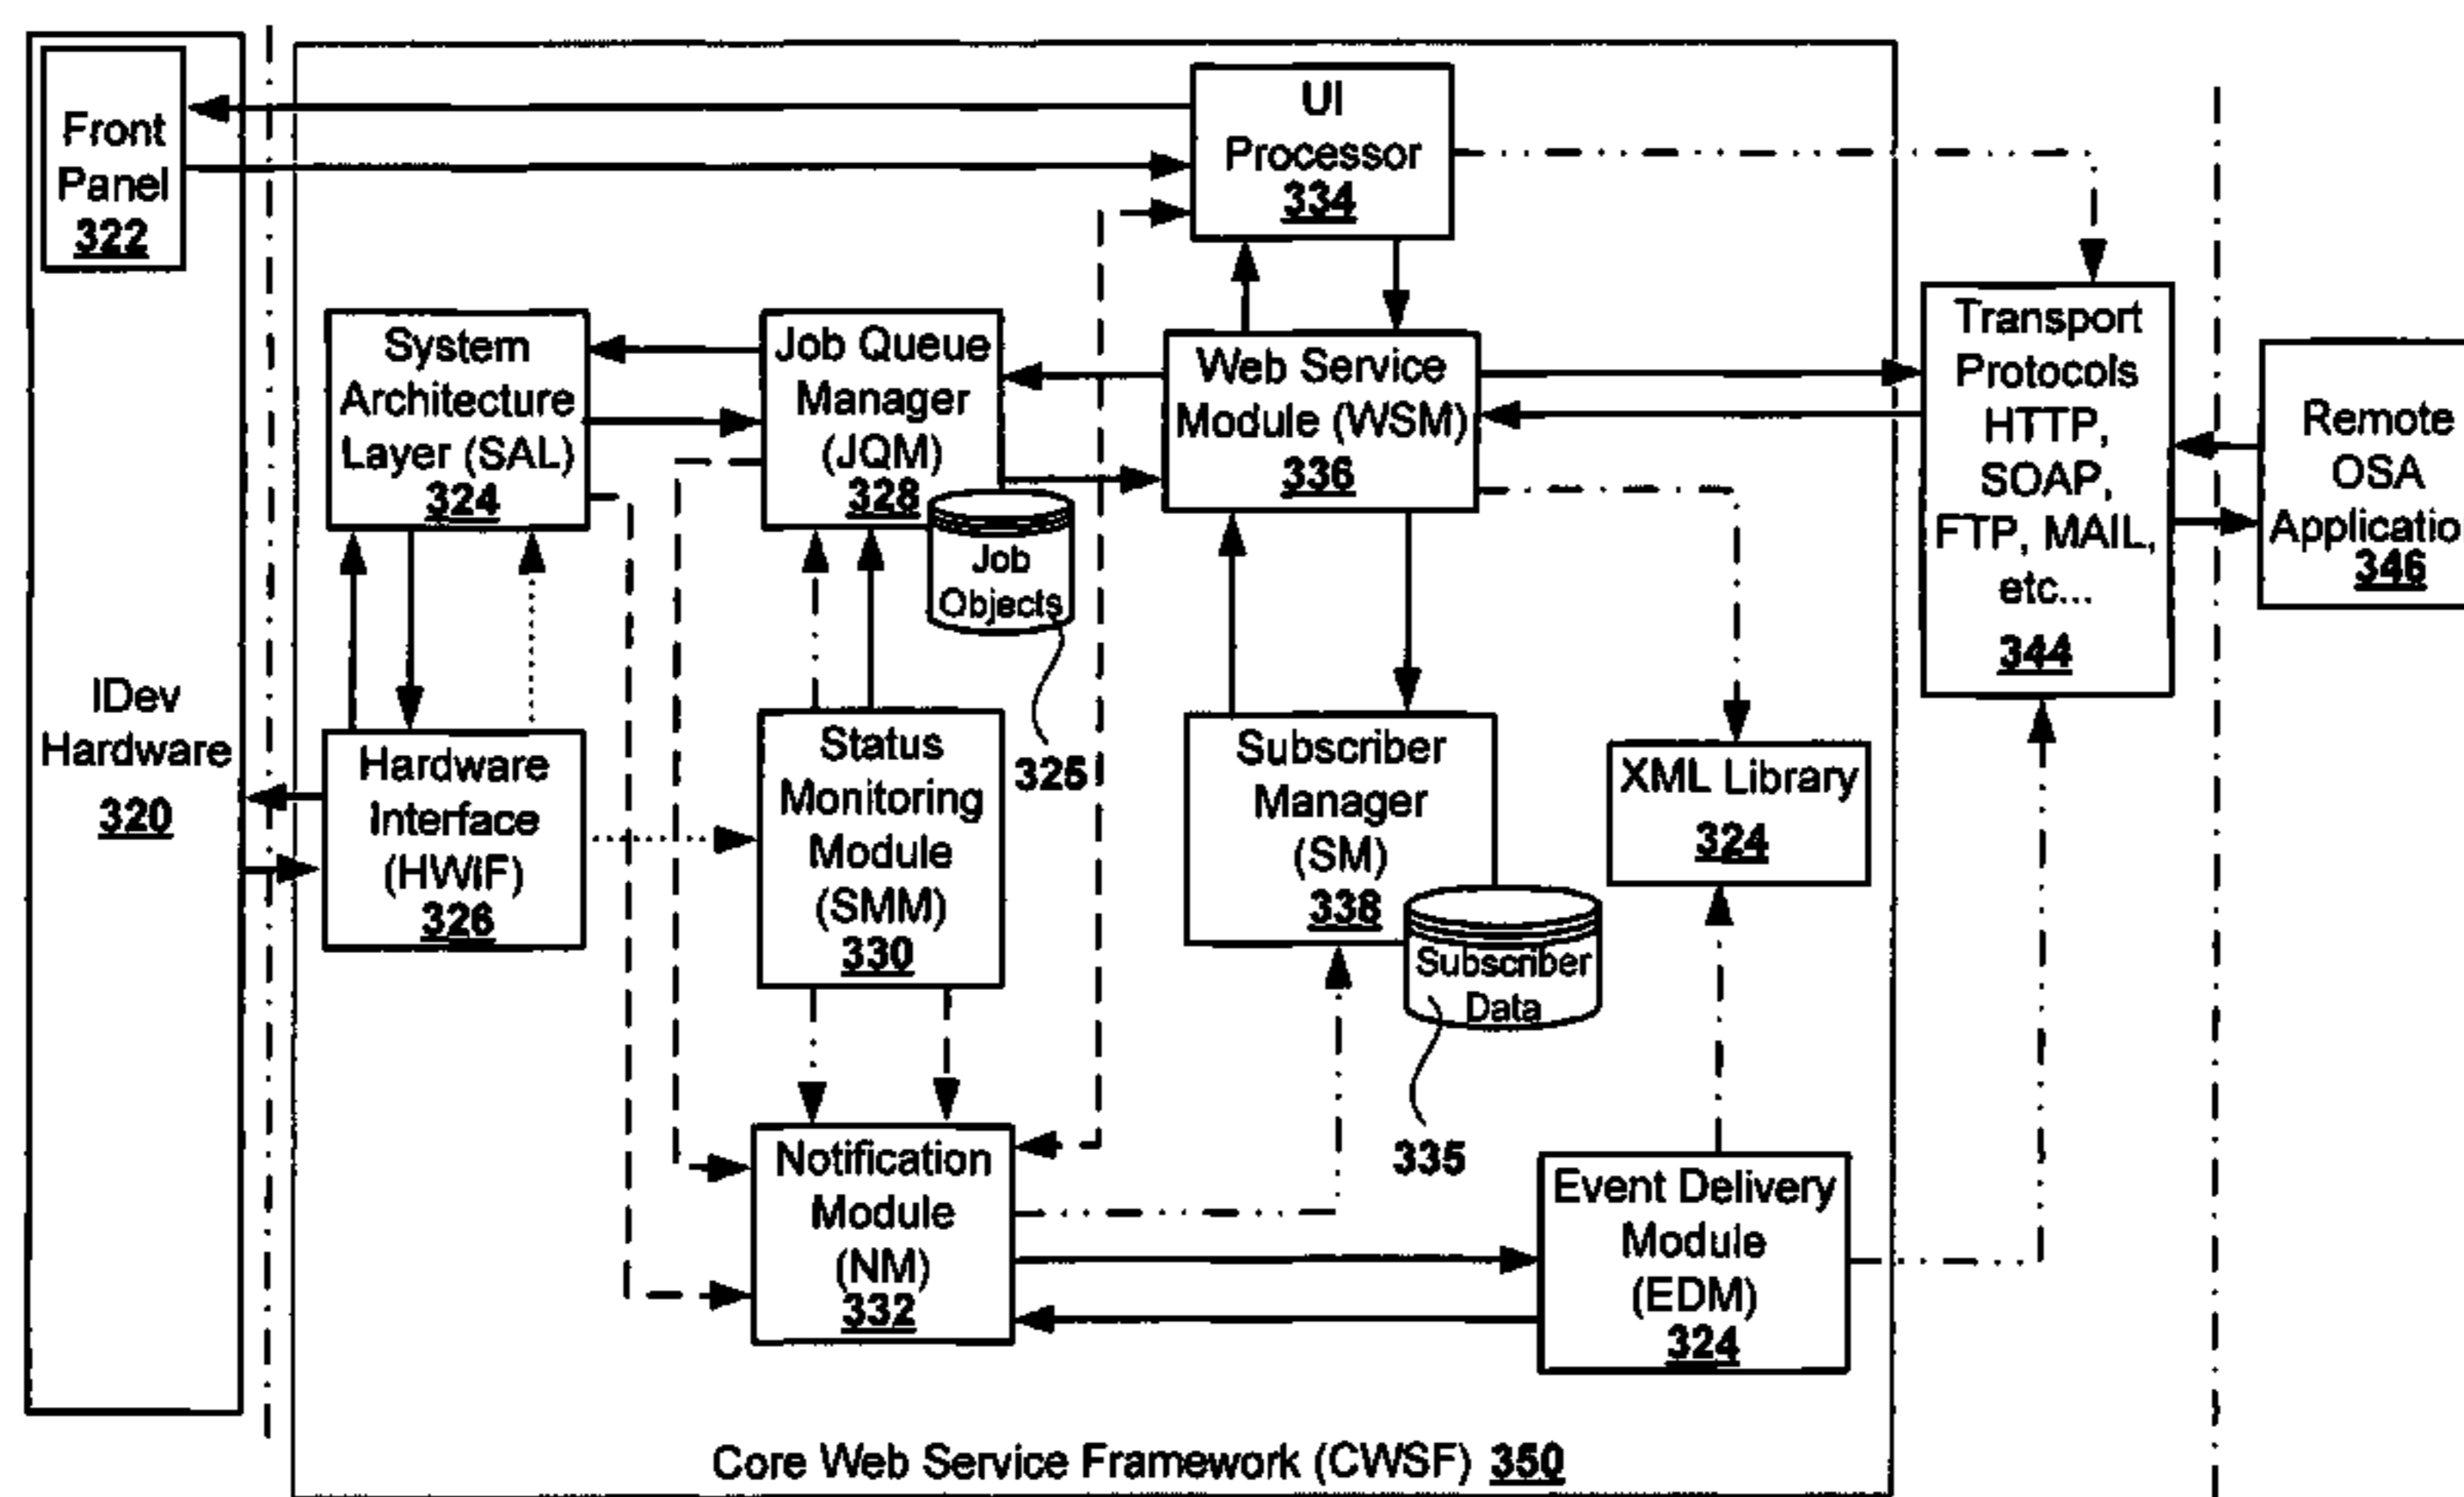 Front
Panel
322
IDev
Hardware
320
UI
Processor
334
System
Architecture
Layer (SAL)
324
Job Queue
Manager
(JQM)
328
Job
Objects
325
Web Service
Module (WSM)
336
Transport
Protocols
HTTP,
SOAP,
FTP, MAIL,
etc...
344
Remote
OSA
Applicatio
346
Hardware
Interface
(HWIF)
326
Status
Monitoring
Module
(SMM)
330
Subscriber
Manager
(SM)
338
Subscriber
Data
335
XML Library
324
Notification
Module
(NM)
332
Event Delivery
Module
(EDM)
324
Core Web Service Framework (CWSF) 350